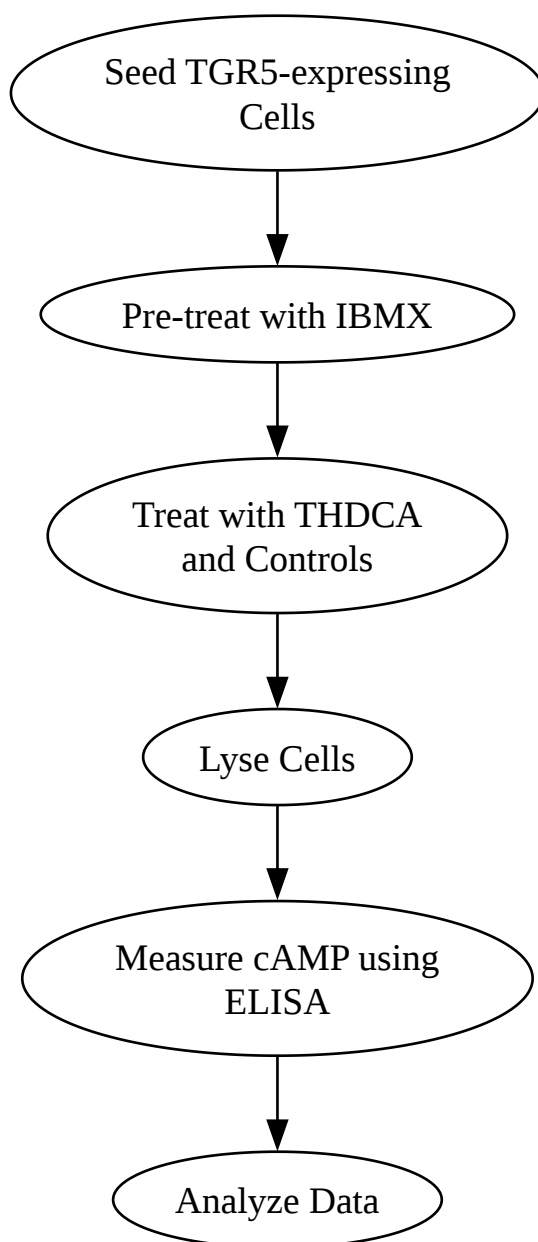 Seed TGR5-expressing
Cells
Pre-treat with IBMX
Treat with THDCA
and Controls
Lyse Cells
Measure cAMP using
ELISA
Analyze Data